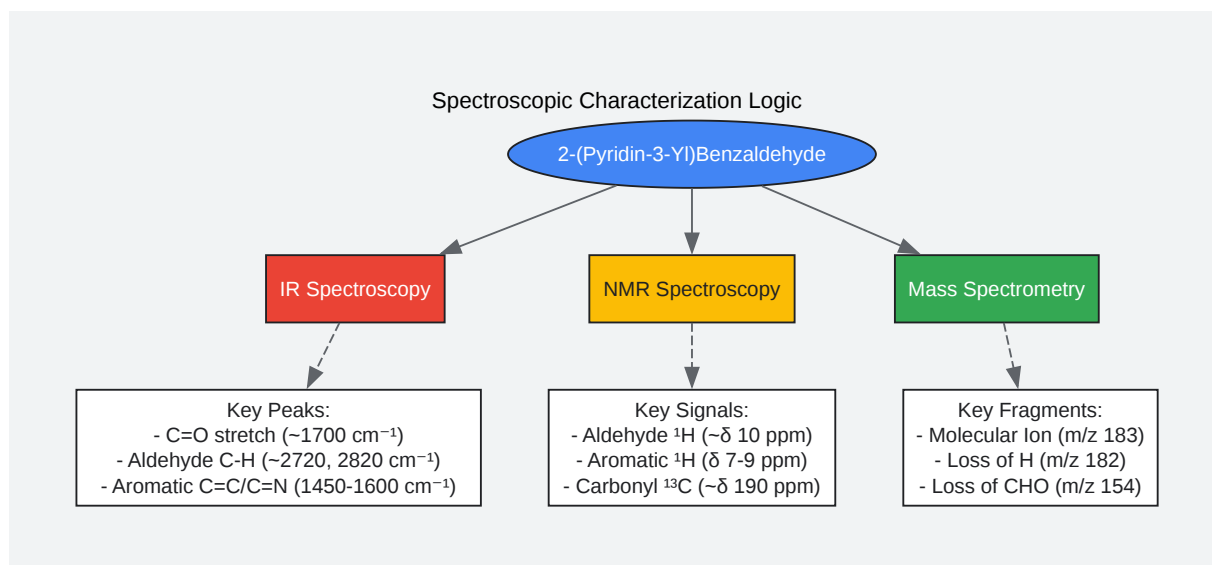 Spectroscopic Characterization Logic
2-(Pyridin-3-Yl)Benzaldehyde
IR Spectroscopy
NMR Spectroscopy
Mass Spectrometry
Key Peaks:
- C=O stretch (~1700 cm⁻¹)
- Aldehyde C-H (~2720, 2820 cm⁻¹)
- Aromatic C=C/C=N (1450-1600 cm⁻¹)
Key Signals:
- Aldehyde ¹H (~δ 10 ppm)
- Aromatic ¹H (δ 7-9 ppm)
- Carbonyl ¹³C (~δ 190 ppm)
Key Fragments:
- Molecular Ion (m/z 183)
- Loss of H (m/z 182)
- Loss of CHO (m/z 154)